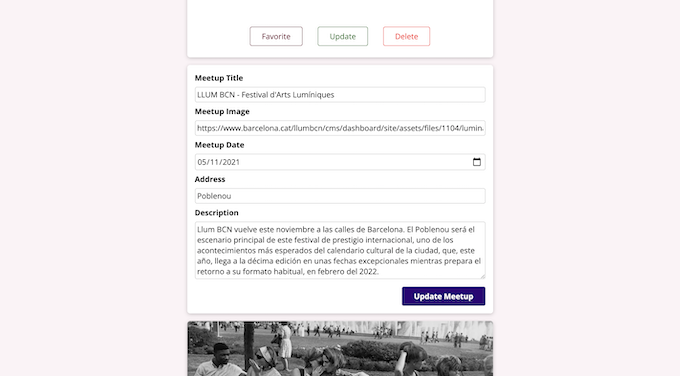 Favorite
Update
Delete
Meetup Title
LLUM BCN - Festival d'Arts Lumíniques
Meetup Image
https://www.barcelona.cat/llumbcn/cms/dashboard/site/assets/files/1104/lumin
Meetup Date
05/11/2021
Address
Poblenou
Description
Llum BCN vuelve este noviembre a las calles de Barcelona. El Poblenou será el
escenario principal de este festival de prestigio internacional, uno de los
acontecimientos más esperados del calendario cultural de la ciudad, que, este
año, llega a la décima edición en unas fechas excepcionales mientras prepara el
retorno a su formato habitual, en febrero del 2022.
Update Meetup